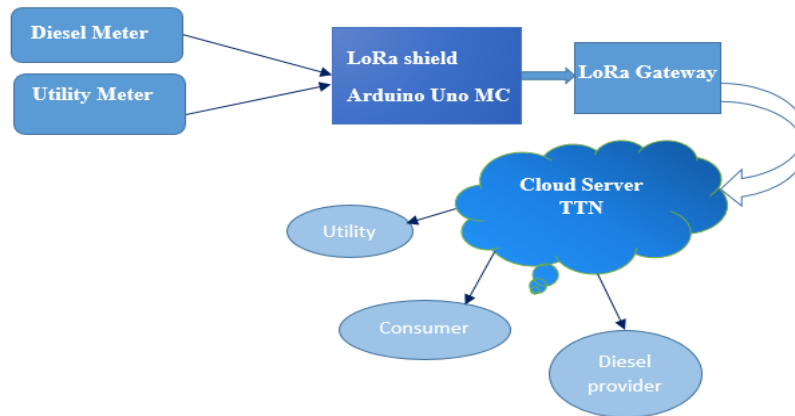 Diesel Meter
Utility Meter
LoRa shield
Arduino Uno MC
LoRa Gateway
Cloud Server
TTN
Utility
Consumer
Diesel
provider